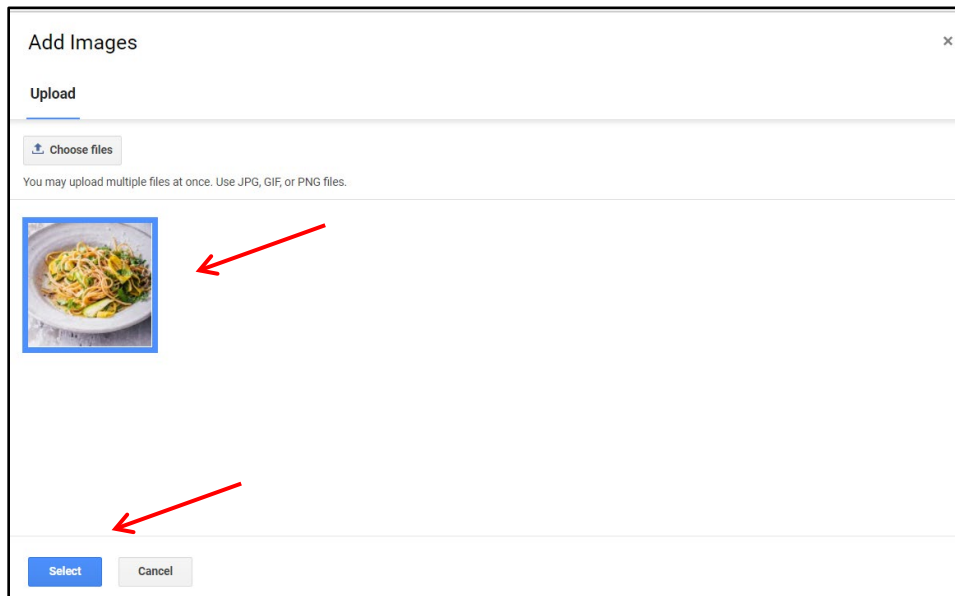 Add Images
×
Upload
Choose files
You may upload multiple files at once. Use JPG, GIF, or PNG files.
Select Cancel